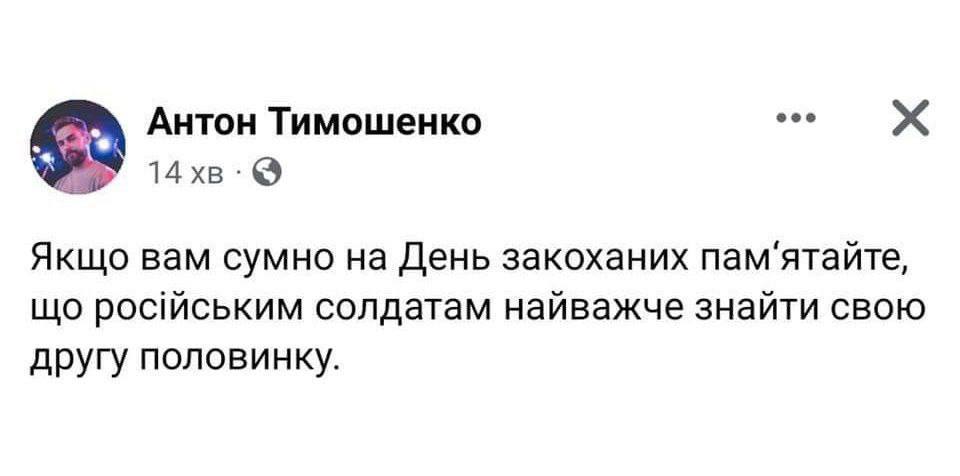 Антон Тимошенко
14 хв ·
Якщо вам сумно на День закоханих пам‘ятайте,
що російським солдатам найважче знайти свою
другу половинку.